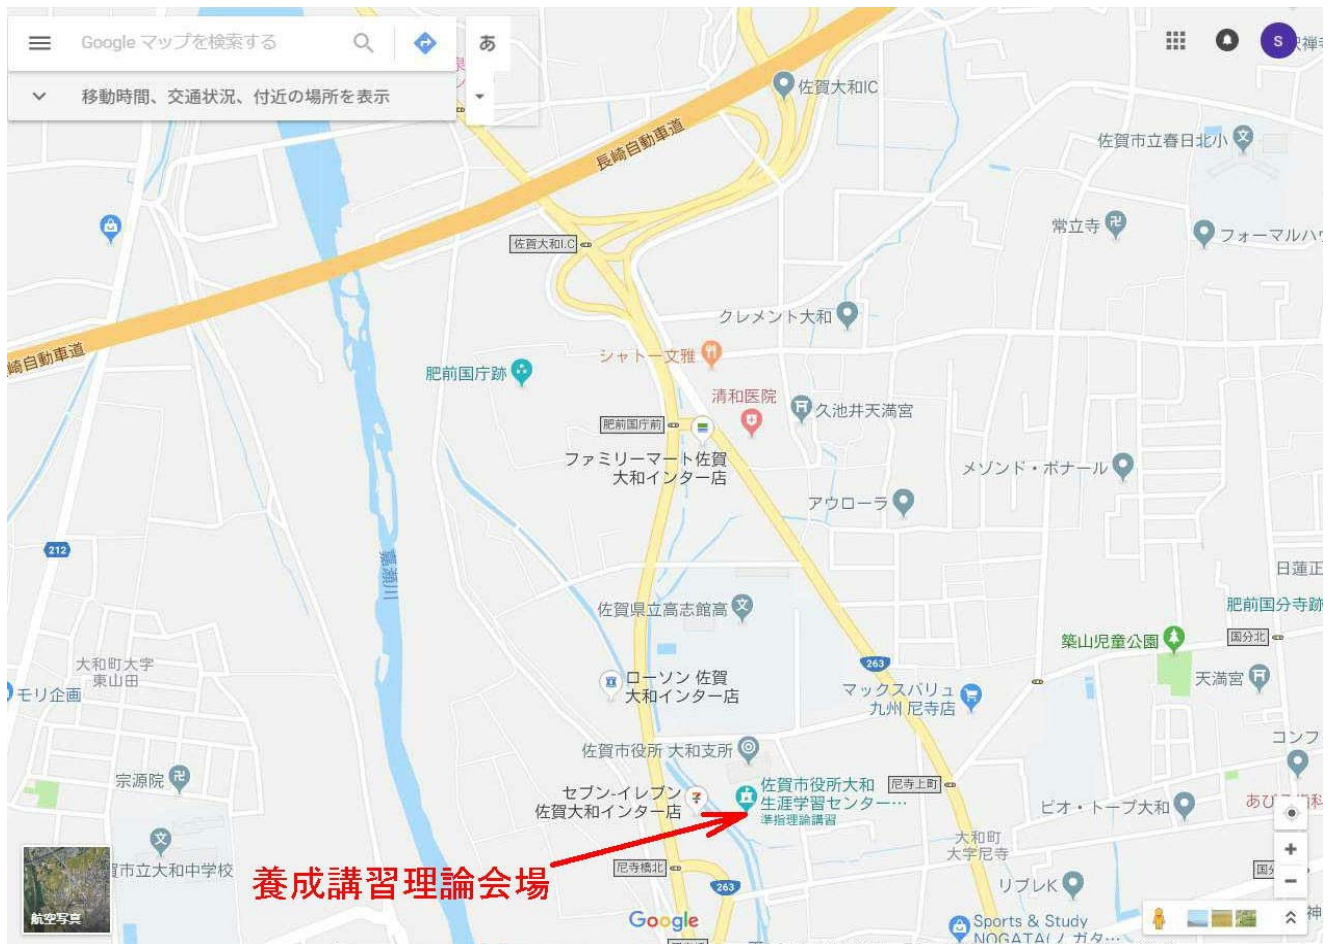 Google マップを検索する
あ
S
移動時間、交通状況、付近の場所を表示
佐賀大和IC
長崎自動車道
佐賀市立春日北小
常立寺
フォーマルハウ
佐賀大和I.C
クレメント大和
崎自動車道
シャトー文雅
肥前国庁跡
清和医院
久池井天満宮
肥前国庁前
ファミリーマート佐賀
大和インター店
メゾンド・ボナール
アウローラ
212
嘉瀬川
日蓮正
佐賀県立高志館高
肥前国分寺跡
国分北
築山児童公園
263
大和町大字
東山田
ローソン 佐賀
大和インター店
天満宮
モリ企画
マックスバリュ
九州 尼寺店
佐賀市役所 大和支所
コンフ
宗源院
佐賀市役所大和
生涯学習センター…
準指理論講習
尼寺上町
セブン-イレブン
佐賀大和インター店
ビオ・トープ大和
大和町
大字尼寺
賀市立大和中学校
養成講習理論会場
尼寺橋北
263
リブレK
航空写真
Google
Sports & Study
NOGATA(ノガタ…